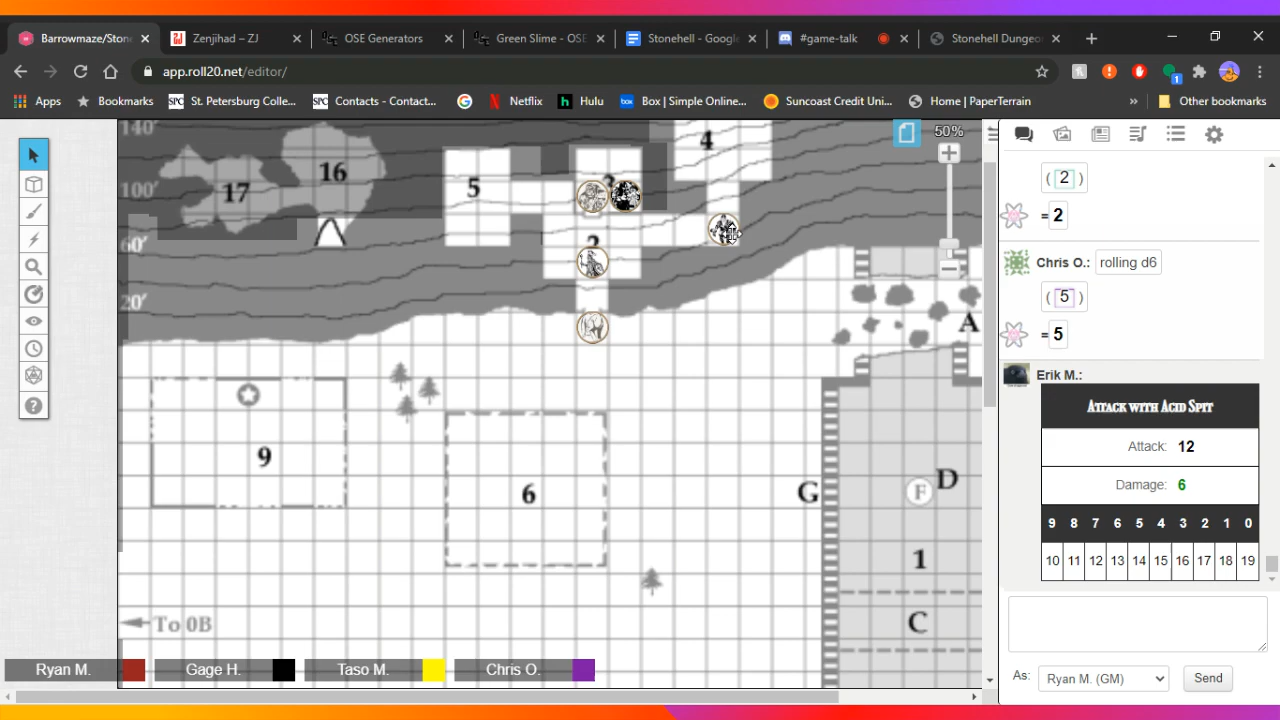 Barrowmaze/Ston
Zenjihad – ZJ
OSE Generators
Green Slime - OSE
Stonehell - Google
#game-talk
Stonehell Dungeon
app.roll20.net/editor/
1
Apps
Bookmarks
St. Petersburg Colle...
Contacts - Contact...
Netflix
Hulu
Box | Simple Online...
Suncoast Credit Uni...
Home | PaperTerrain
»
Other bookmarks
140'
100'
60'
20'
17
16
5
4
2
A
9
6
G
F
D
1
C
To 0B
50%
Ryan M.
Gage H.
Taso M.
Chris O.
( 2 )
= 2
Chris O.: rolling d6
( 5 )
= 5
Erik M.:
Attack with Acid Spit
Attack: 12
Damage: 6
9 8 7 6 5 4 3 2 1 0
10 11 12 13 14 15 16 17 18 19
As: Ryan M. (GM) Send